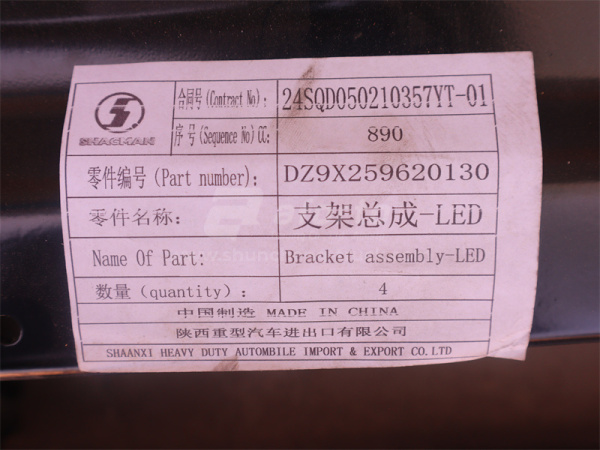 SHACMAN
合同号(Contract No): 24SQD050210357YT-01
序号(Sequence No)CC: 890
零件编号(Part number): DZ9X259620130
零件名称: 支架总成-LED
Name Of Part: Bracket assembly-LED
数量(quantity): 4
中国制造 MADE IN CHINA
陕西重型汽车进出口有限公司
SHAANXI HEAVY DUTY AUTOMBILE IMPORT & EXPORT CO.LTD